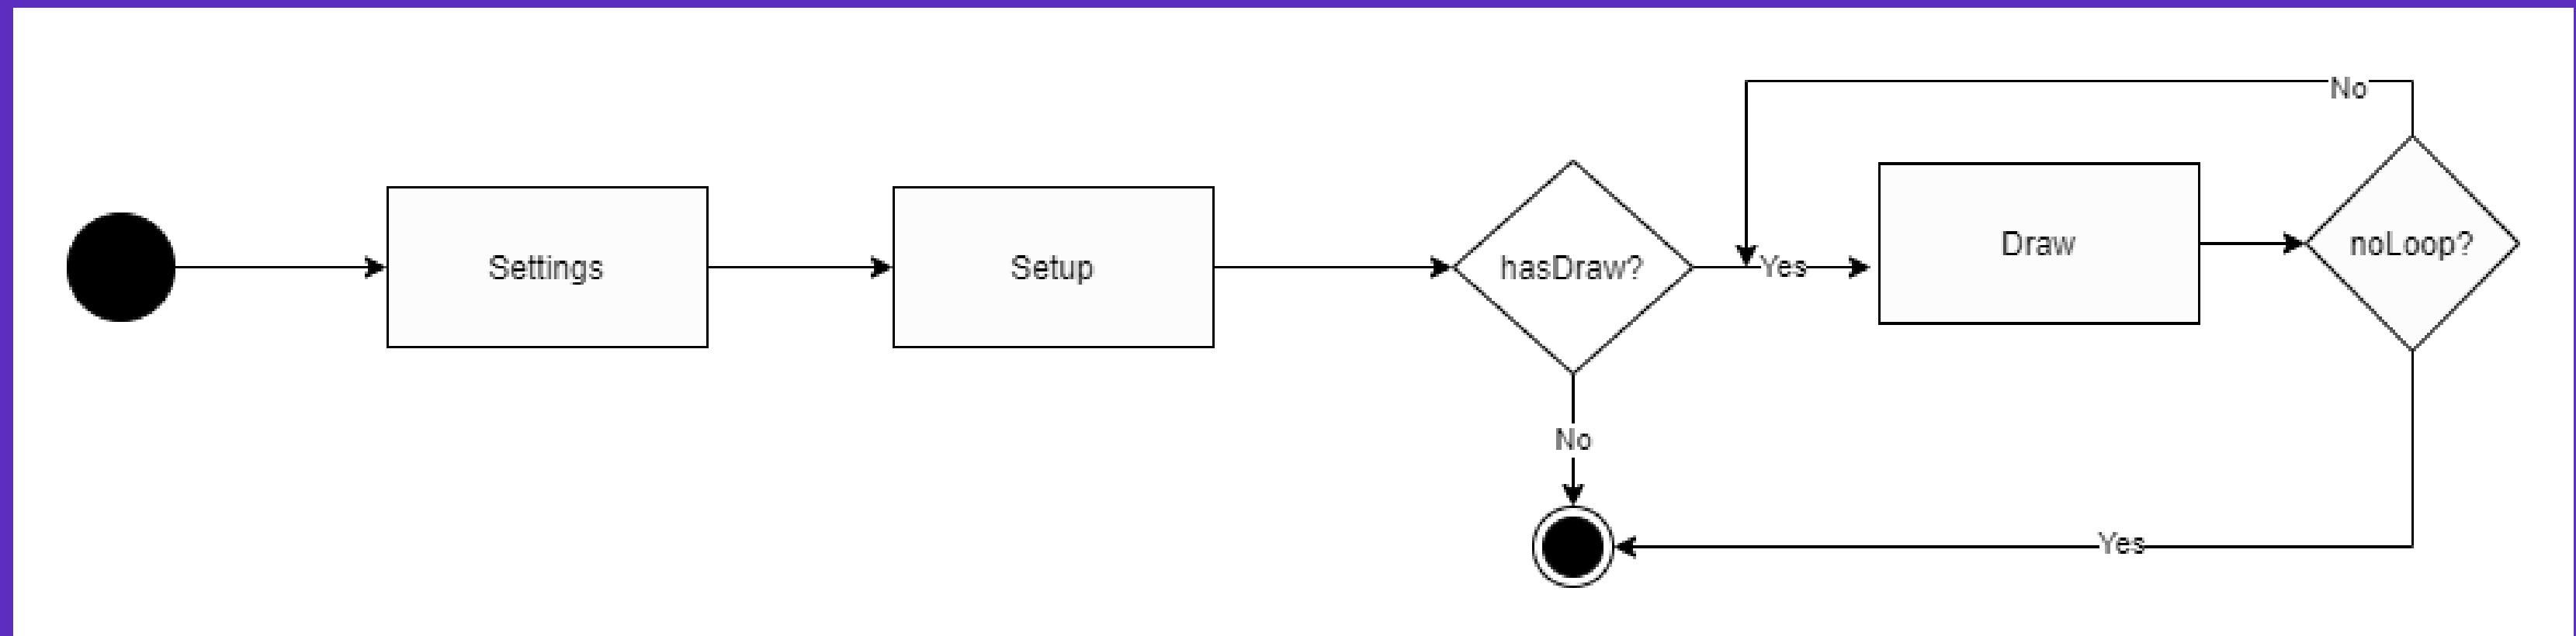 Settings
Setup
hasDraw?
Yes
Draw
noLoop?
No
No
Yes